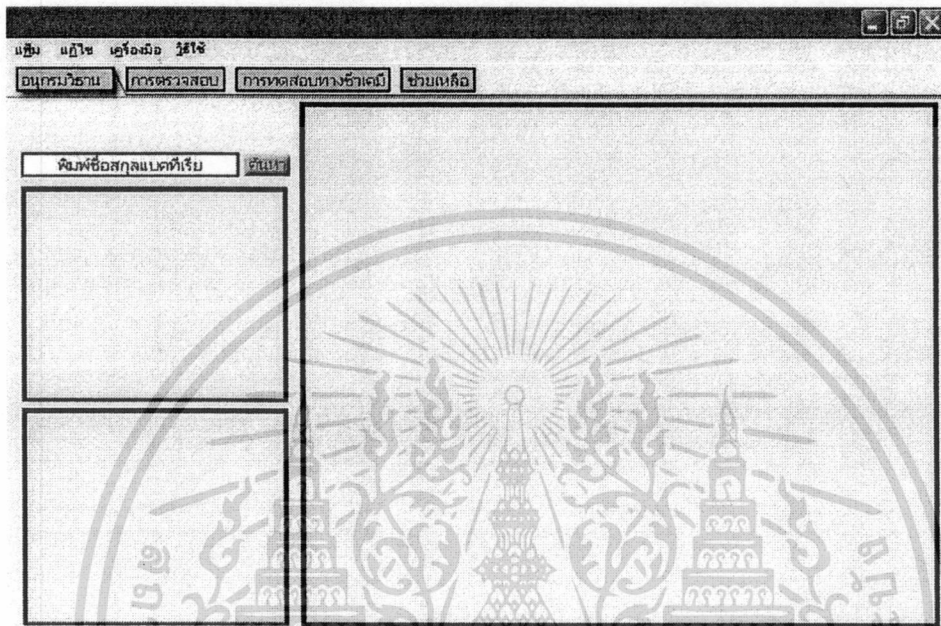 แฟ้ม แก้ไข เครื่องมือ วิธีใช้
อนุกรมวิธาน การตรวจสอบ การทดสอบทางชีวเคมี ช่วยเหลือ
พิมพ์ชื่อสกุลแบคทีเรีย ค้นหา